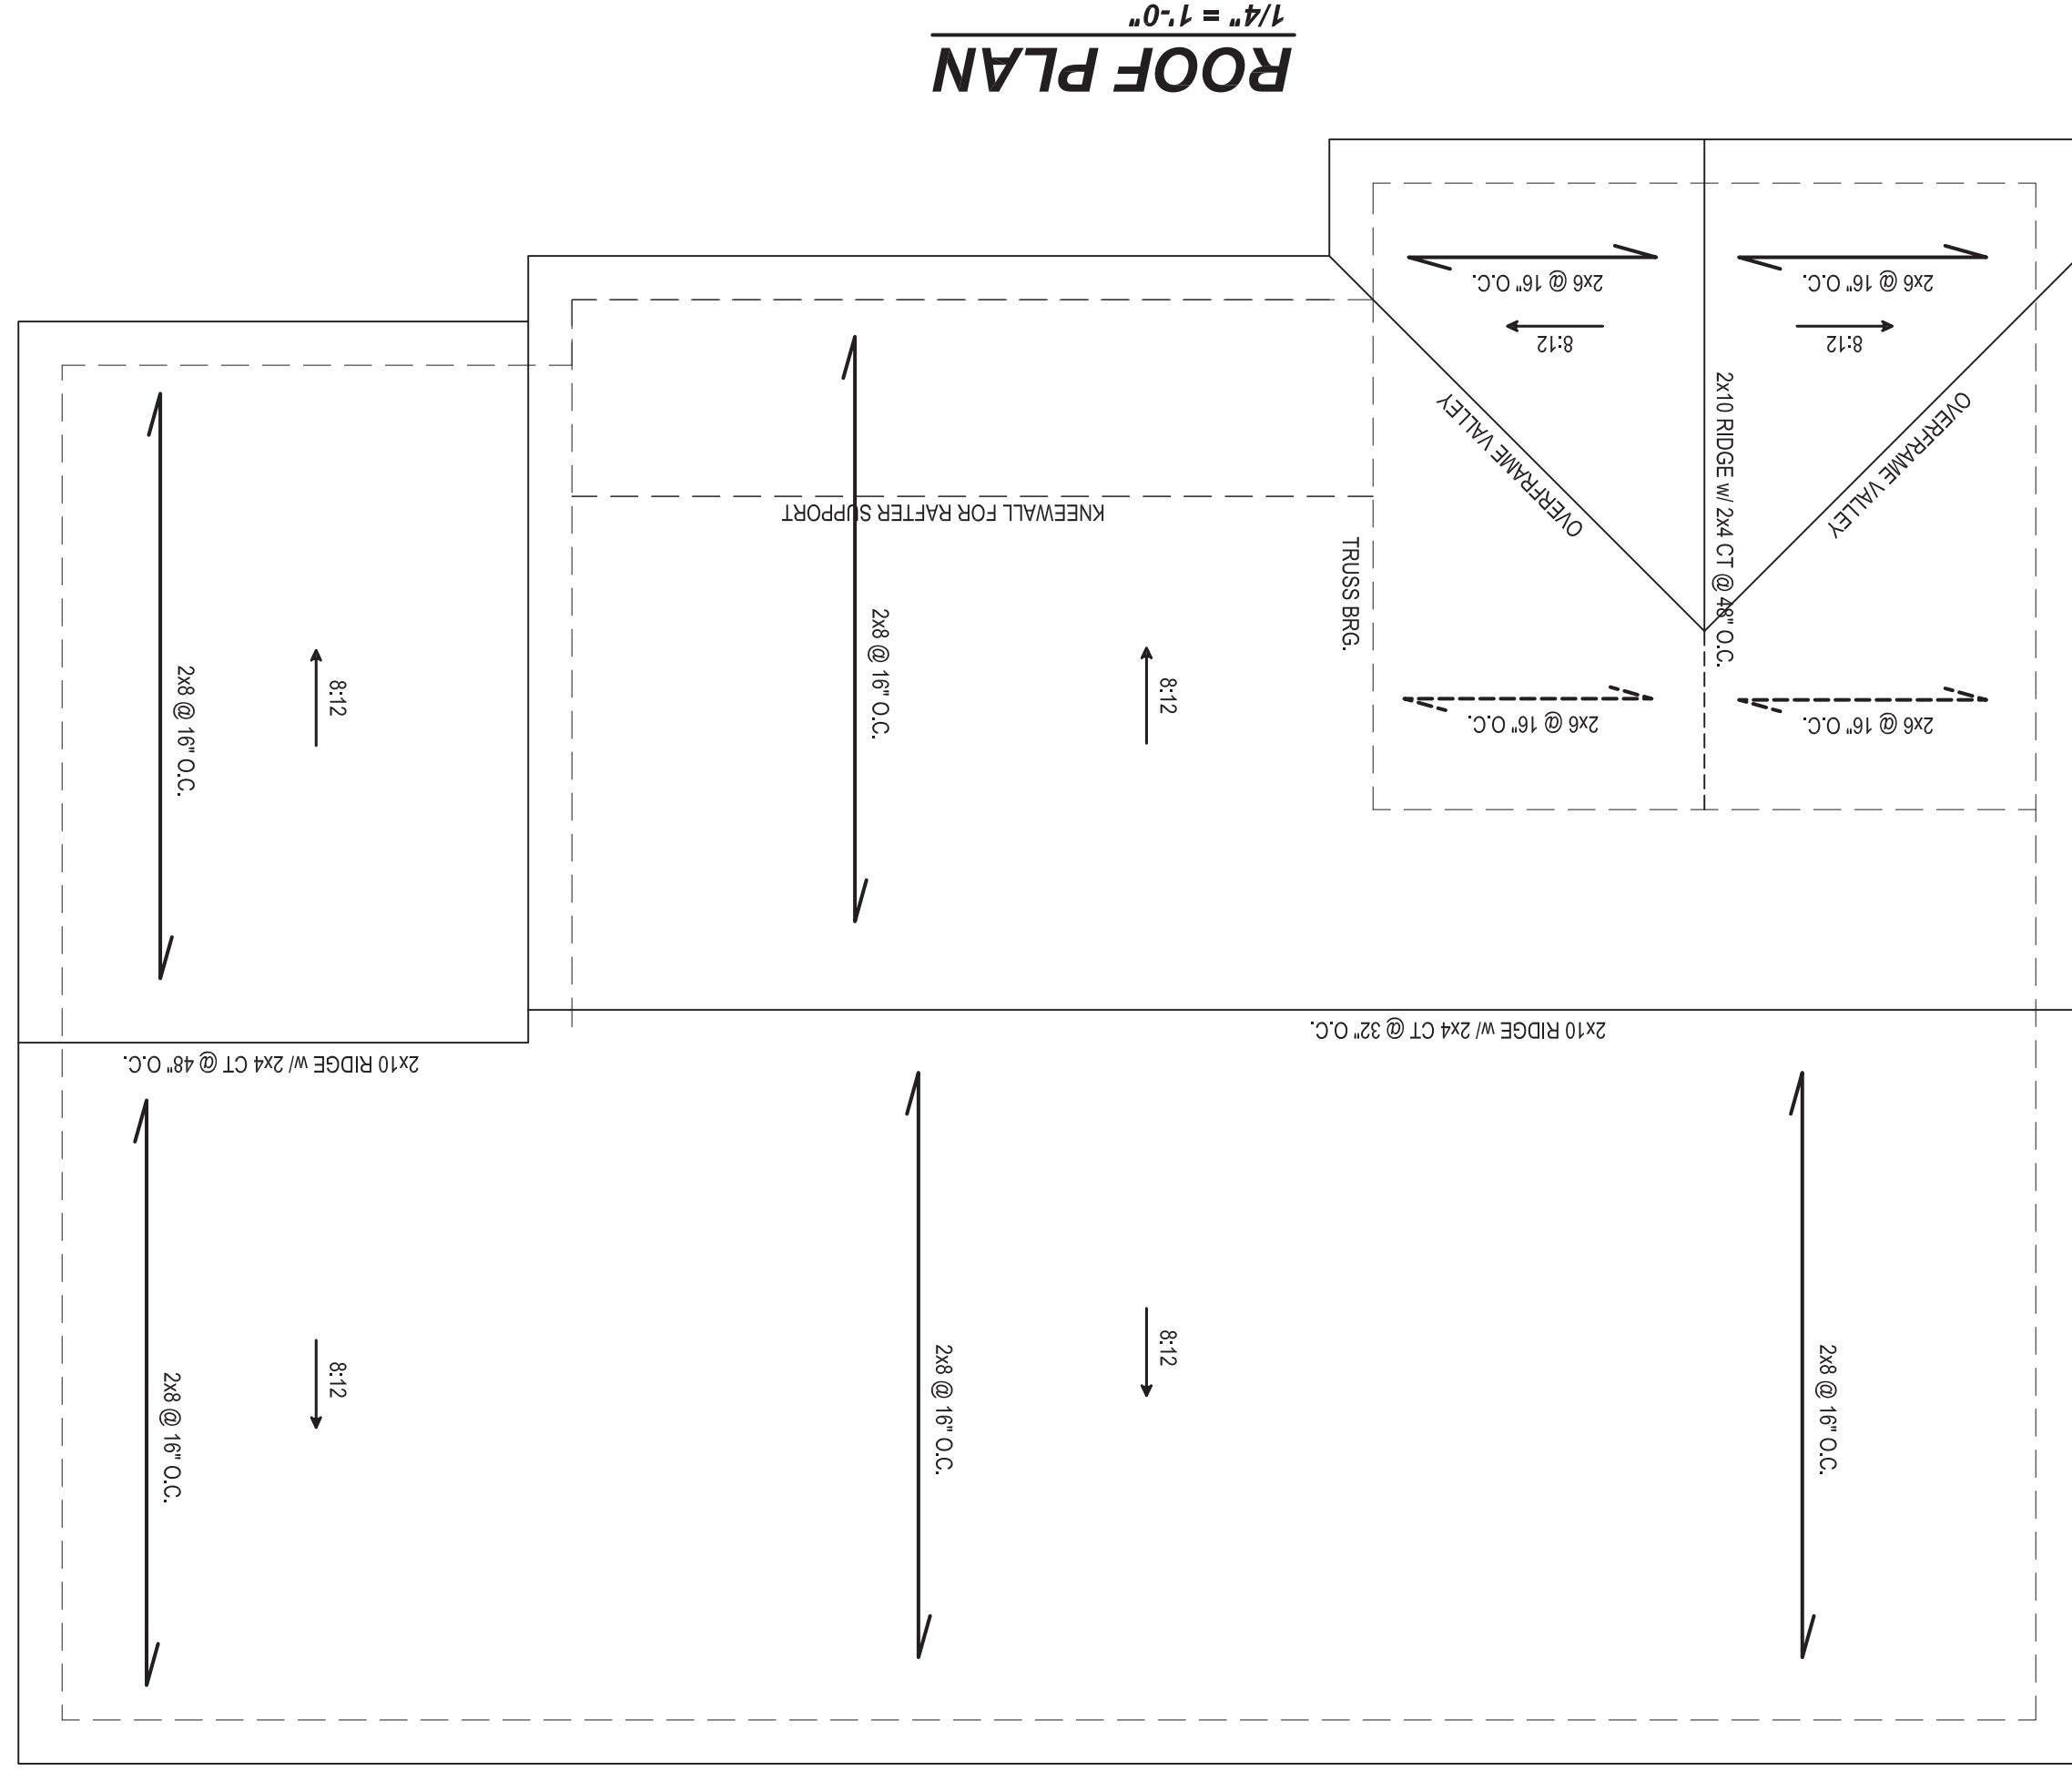 2x8 @ 16" O.C.
2x8 @ 16" O.C.
2x8 @ 16" O.C.
8:12
8:12
2x10 RIDGE w/ 2x4 CT @ 48" O.C.
2x10 RIDGE w/ 2x4 CT @ 32" O.C.
2x6 @ 16" O.C.
2x6 @ 16" O.C.
8:12
8:12
2x8 @ 16" O.C.
2x8 @ 16" O.C.
TRUSS BRG.
2x10 RIDGE w/ 2x4 CT @ 48" O.C.
KNEEWALL FOR RAFTER SUPPORT
OVERFRAME VALLEY
OVERFRAME VALLEY
8:12
8:12
2x6 @ 16" O.C.
2x6 @ 16" O.C.
ROOF PLAN
1/4" = 1'-0"